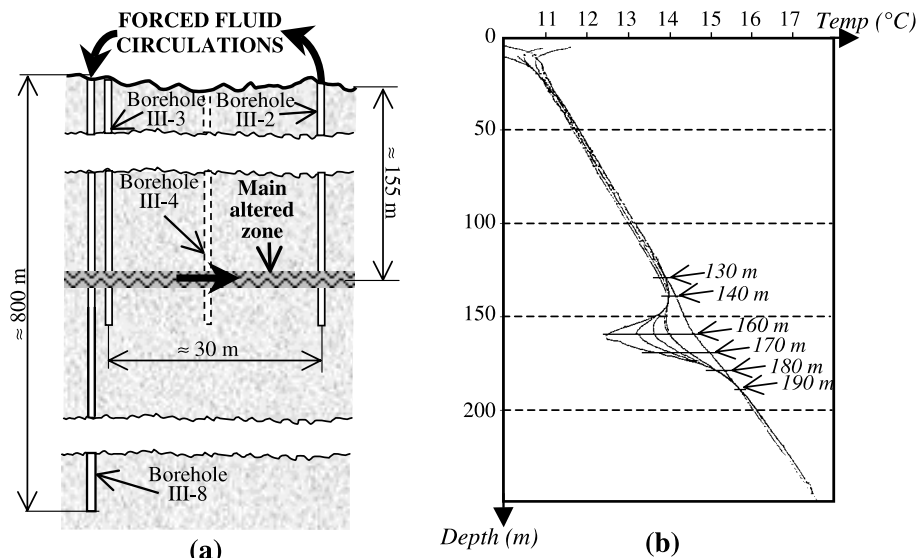 FORCED FLUID
CIRCULATIONS
Borehole
III-3
Borehole
III-2
≈ 155 m
Borehole
III-4
Main
altered
zone
≈ 800 m
≈ 30 m
Borehole
III-8
(a)
11 12 13 14 15 16 17 Temp (°C)
0
50
100
130 m
140 m
150
160 m
170 m
180 m
190 m
200
Depth (m)
(b)